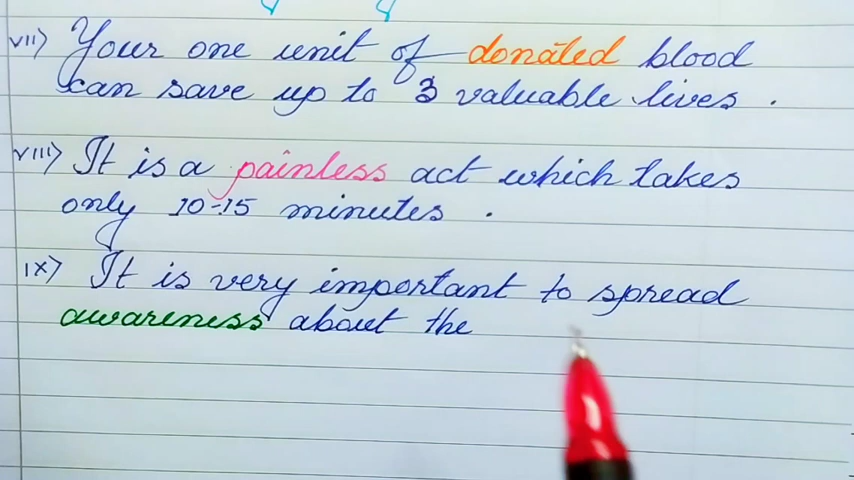 vii) Your one unit of donated blood
can save up to 3 valuable lives .
viii) It is a painless act which takes
only 10-15 minutes .
ix) It is very important to spread
awareness about the